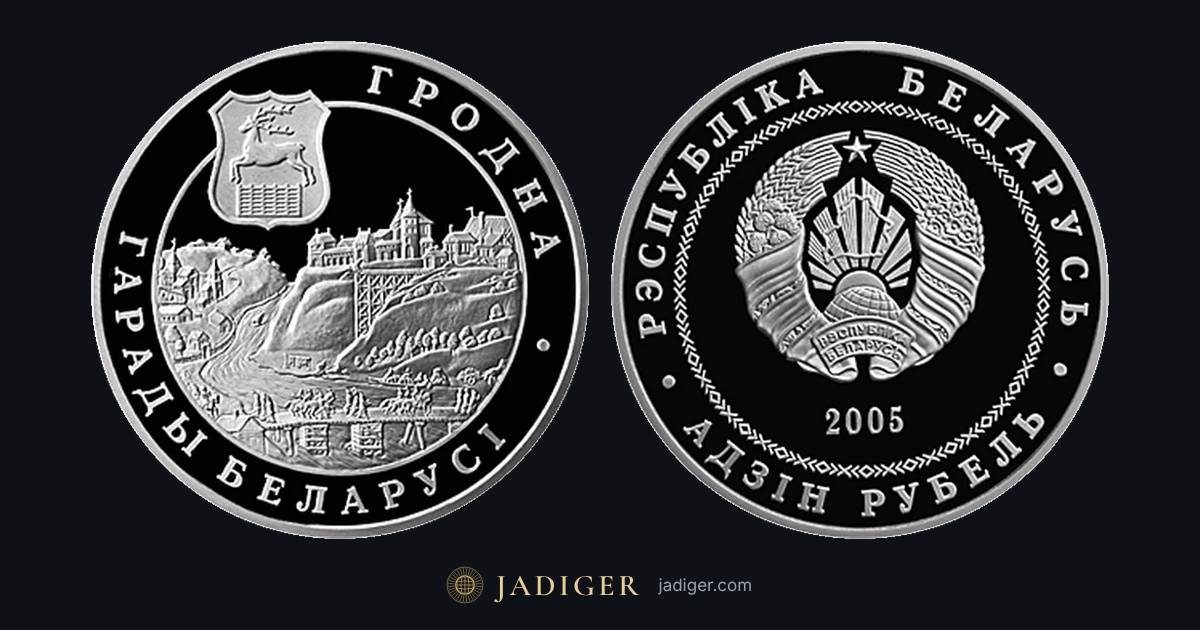 ГРОДНА
ГАРАДЫ БЕЛАРУСІ
РЭСПУБЛІКА БЕЛАРУСЬ
РЭСПУБЛІКА
БЕЛАРУСЬ
2005
АДЗІН РУБЕЛЬ
JADIGER jadiger.com